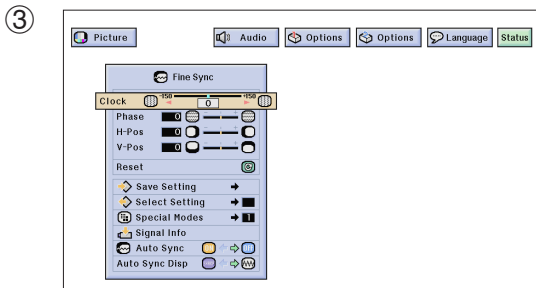 ③
Picture Audio Options Options Language Status
Fine Sync
Clock -150 0 +150
Phase 0
H-Pos 0
V-Pos 0
Reset
Save Setting
Select Setting
Special Modes 1
Signal Info
Auto Sync
Auto Sync Disp